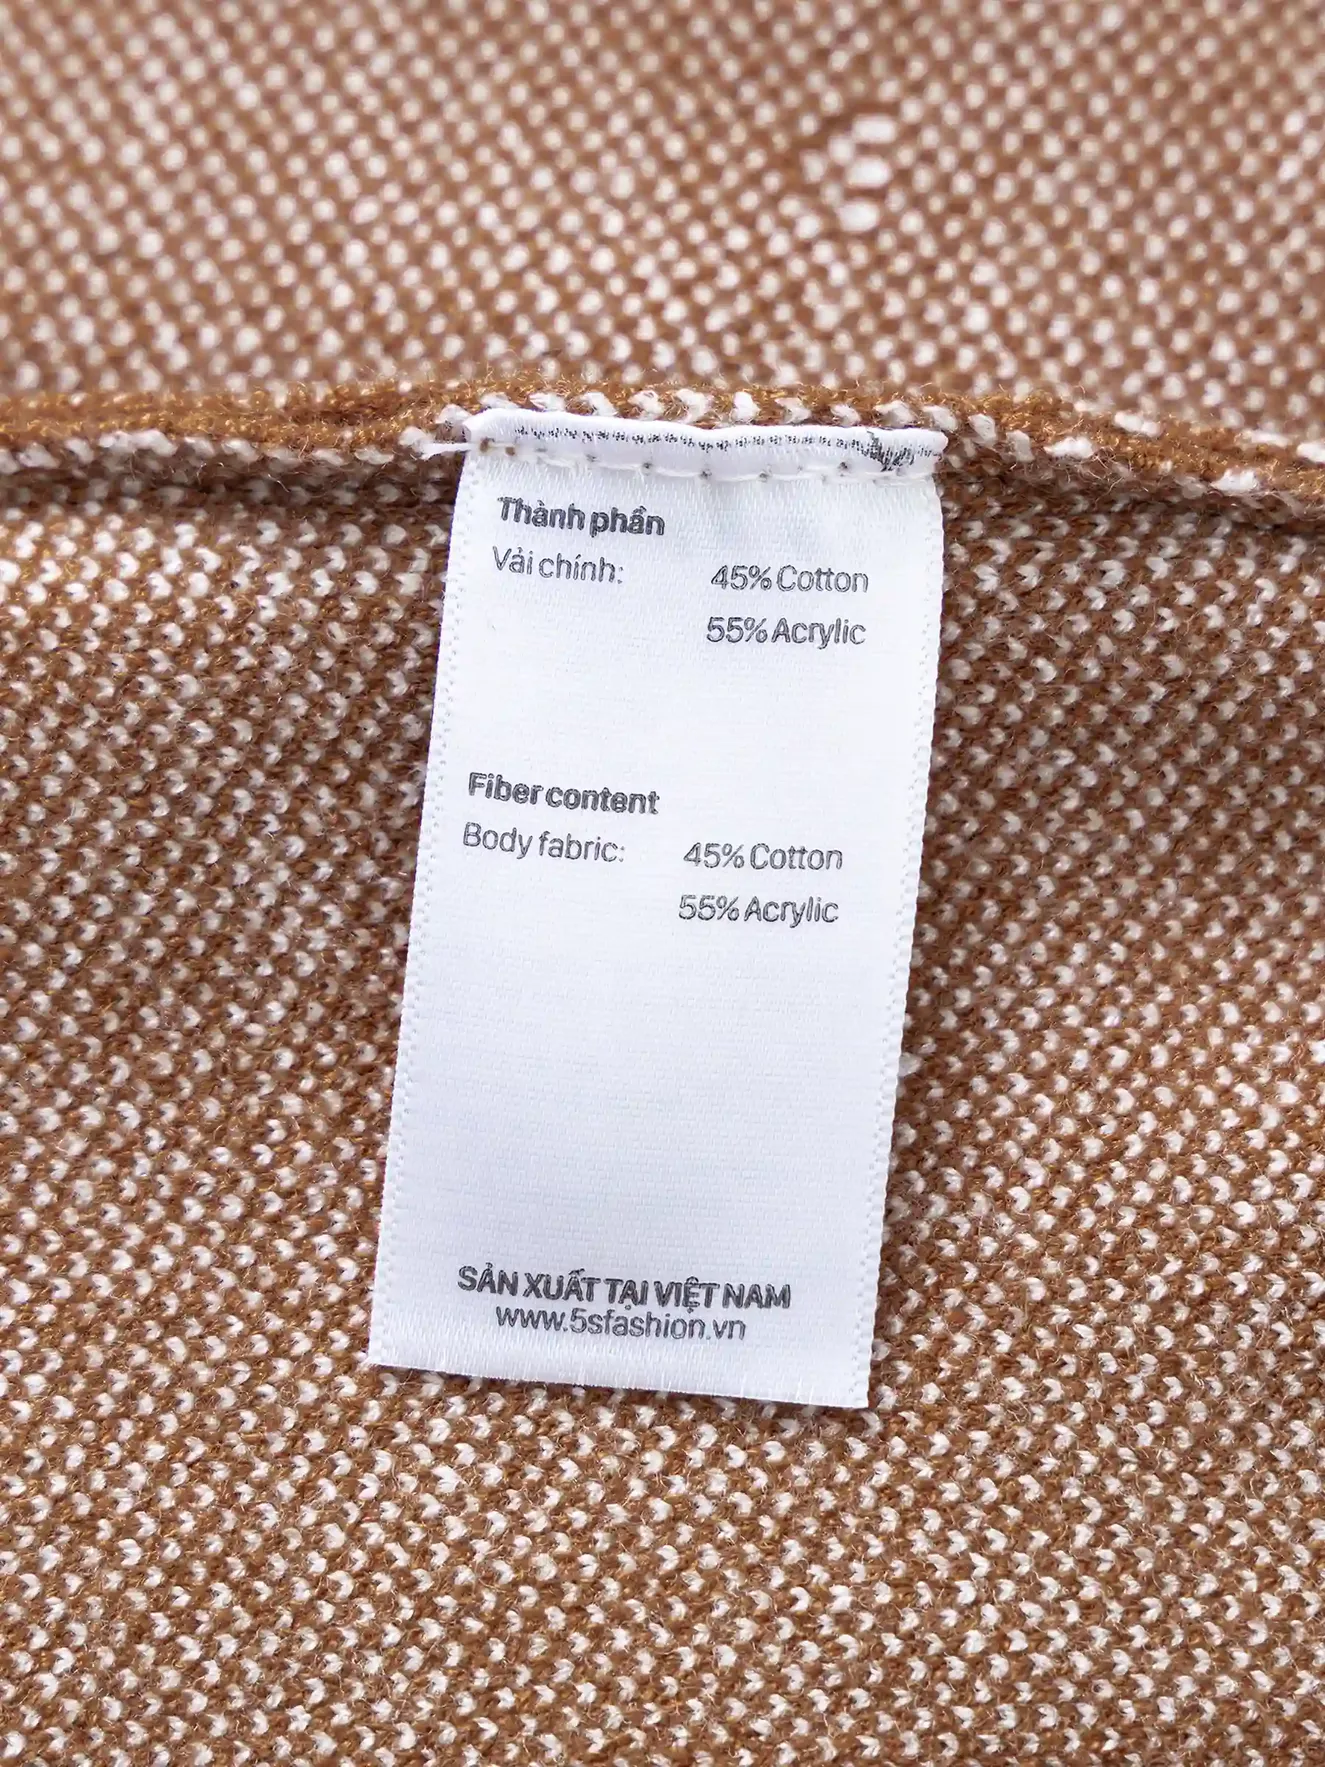 Thành phần
Vải chính: 45% Cotton
55% Acrylic
Fiber content
Body fabric: 45% Cotton
55% Acrylic
SẢN XUẤT TẠI VIỆT NAM
www.5sfashion.vn